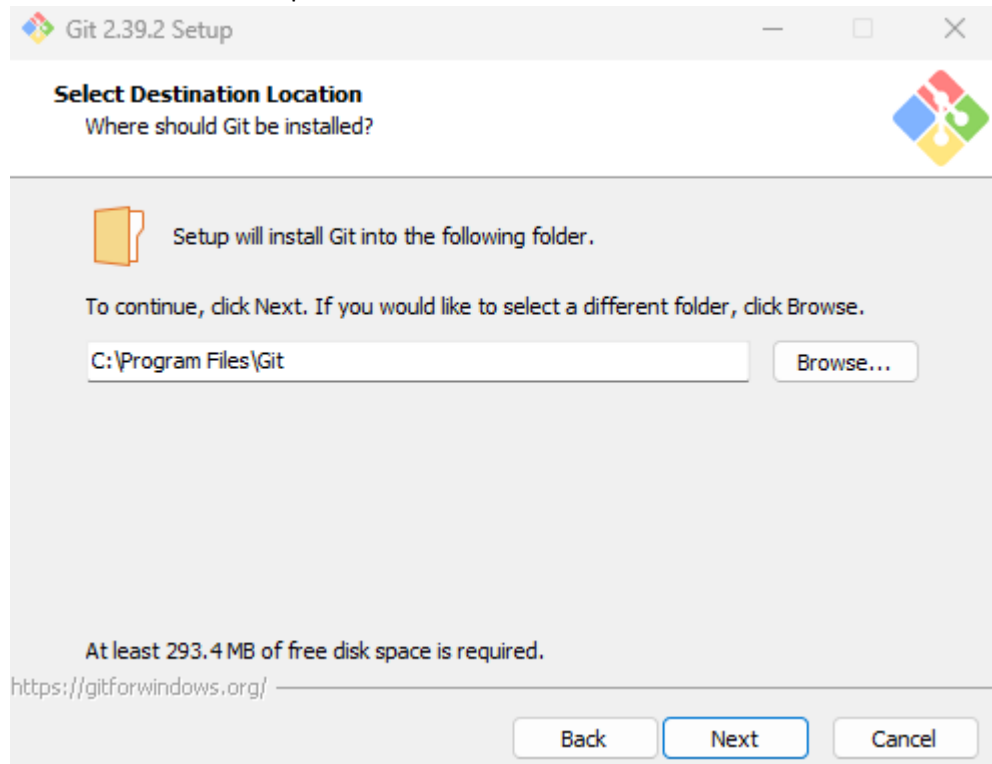 Git 2.39.2 Setup
Select Destination Location
Where should Git be installed?
Setup will install Git into the following folder.
To continue, click Next. If you would like to select a different folder, click Browse.
C:\Program Files\Git
Browse...
At least 293.4 MB of free disk space is required.
https://gitforwindows.org/
Back Next Cancel